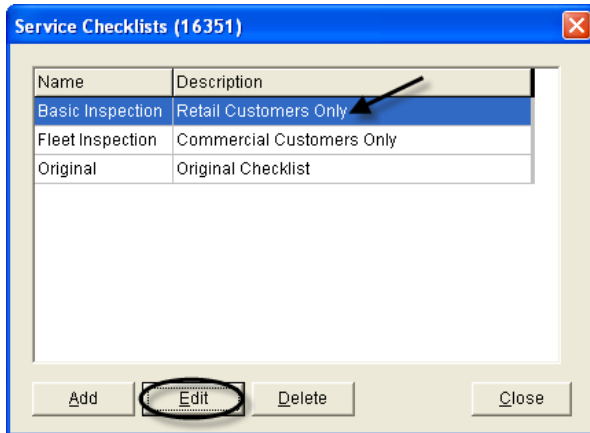 Service Checklists (16351)
Name Description
Basic Inspection Retail Customers Only
Fleet Inspection Commercial Customers Only
Original Original Checklist
Add Edit Delete Close